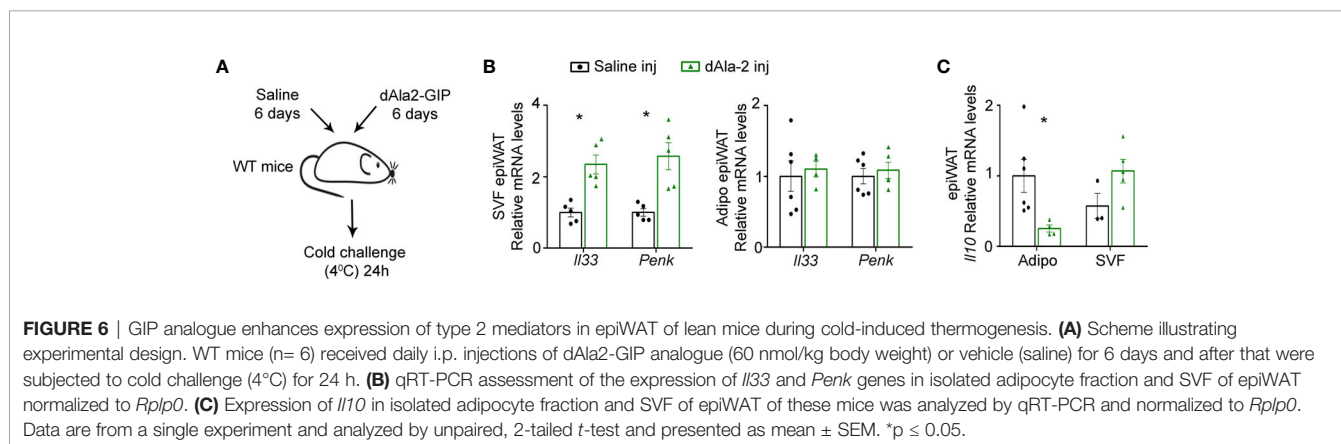 A
Saline
6 days
dAla2-GIP
6 days
WT mice
Cold challenge
(4⁰C) 24h
B
Saline inj
dAla-2 inj
SVF epiWAT
Relative mRNA levels
4
2
0
*
*
Il33
Penk
Adipo epiWAT
Relative mRNA levels
2
1
0
Il33
Penk
C
epiWAT
Il10 Relative mRNA levels
2
1
0
*
Adipo
SVF
FIGURE 6 | GIP analogue enhances expression of type 2 mediators in epiWAT of lean mice during cold-induced thermogenesis. (A) Scheme illustrating
experimental design. WT mice (n= 6) received daily i.p. injections of dAla2-GIP analogue (60 nmol/kg body weight) or vehicle (saline) for 6 days and after that were
subjected to cold challenge (4°C) for 24 h. (B) qRT-PCR assessment of the expression of Il33 and Penk genes in isolated adipocyte fraction and SVF of epiWAT
normalized to Rplp0. (C) Expression of Il10 in isolated adipocyte fraction and SVF of epiWAT of these mice was analyzed by qRT-PCR and normalized to Rplp0.
Data are from a single experiment and analyzed by unpaired, 2-tailed t-test and presented as mean ± SEM. *p ≤ 0.05.